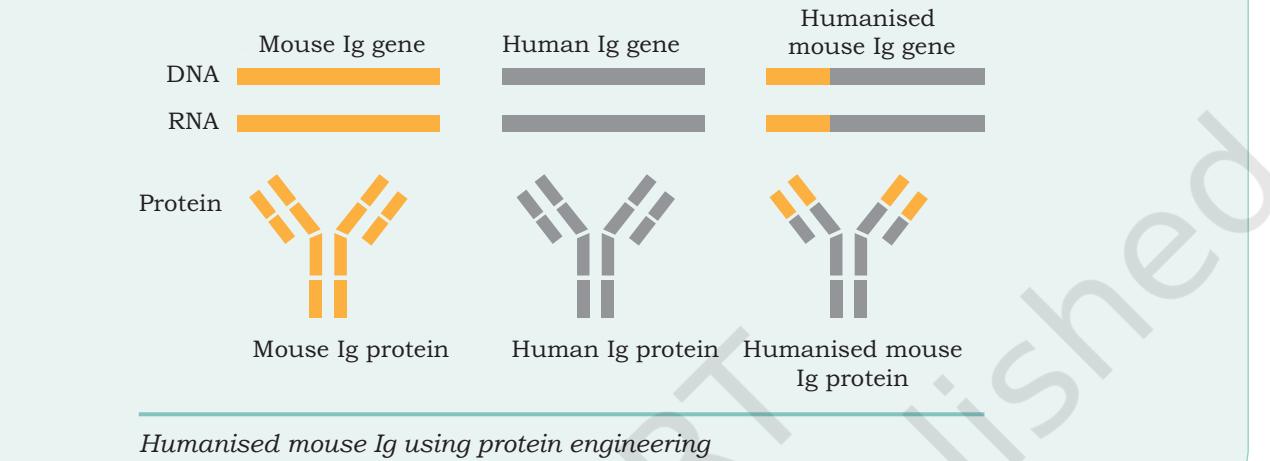 Mouse Ig gene
Human Ig gene
Humanised
mouse Ig gene
DNA
RNA
Protein
Mouse Ig protein
Human Ig protein
Humanised mouse
Ig protein
Humanised mouse Ig using protein engineering